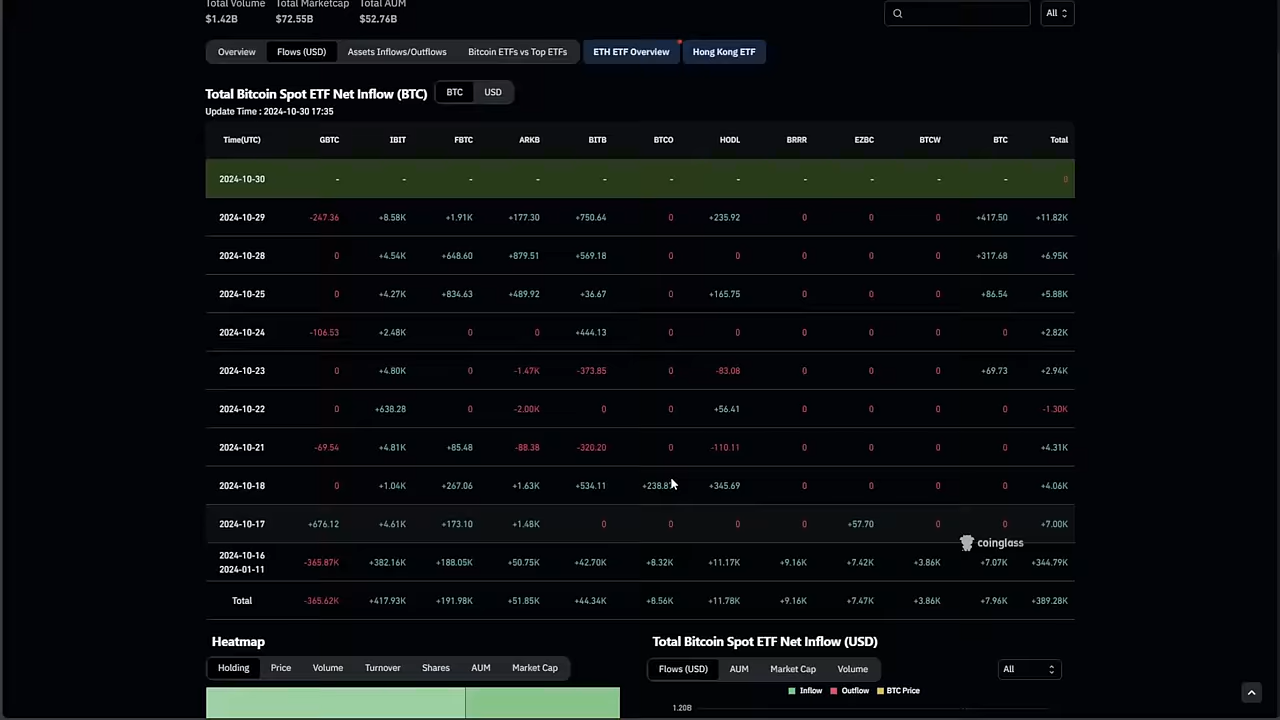 Total Volume Total Marketcap Total AUM
$1.42B $72.55B $52.76B
All
Overview Flows (USD) Assets Inflows/Outflows Bitcoin ETFs vs Top ETFs ETH ETF Overview Hong Kong ETF
Total Bitcoin Spot ETF Net Inflow (BTC) BTC USD
Update Time : 2024-10-30 17:35
Time(UTC) GBTC IBIT FBTC ARKB BITB BTCO HODL BRRR EZBC BTCW BTC Total
2024-10-30 - - - - - - - - - - - 0
2024-10-29 -247.36 +8.58K +1.91K +177.30 +750.64 0 +235.92 0 0 0 +417.50 +11.82K
2024-10-28 0 +4.54K +648.60 +879.51 +569.18 0 0 0 0 0 +317.68 +6.95K
2024-10-25 0 +4.27K +834.63 +489.92 +36.67 0 +165.75 0 0 0 +86.54 +5.88K
2024-10-24 -106.53 +2.48K 0 0 +444.13 0 0 0 0 0 0 +2.82K
2024-10-23 0 +4.80K 0 -1.47K -373.85 0 -83.08 0 0 0 +69.73 +2.94K
2024-10-22 0 +638.28 0 -2.00K 0 0 +56.41 0 0 0 0 -1.30K
2024-10-21 -69.54 +4.81K +85.48 -88.38 -320.20 0 -110.11 0 0 0 0 +4.31K
2024-10-18 0 +1.04K +267.06 +1.63K +534.11 +345.69 0 0 0 0 +4.06K
2024-10-17 +676.12 +4.61K +173.10 +1.48K 0 0 0 0 +57.70 0 0 +7.00K
coinglass
2024-10-16
2024-01-11 -365.87K +382.16K +188.05K +50.75K +42.70K +8.32K +11.17K +9.16K +7.42K +3.86K +7.07K +344.79K
Total -365.62K +417.93K +191.98K +51.85K +44.34K +8.56K +11.78K +9.16K +7.47K +3.86K +7.96K +389.28K
Heatmap Total Bitcoin Spot ETF Net Inflow (USD)
Holding Price Volume Turnover Shares AUM Market Cap Flows (USD) AUM Market Cap Volume All
Inflow Outflow BTC Price
1.20B